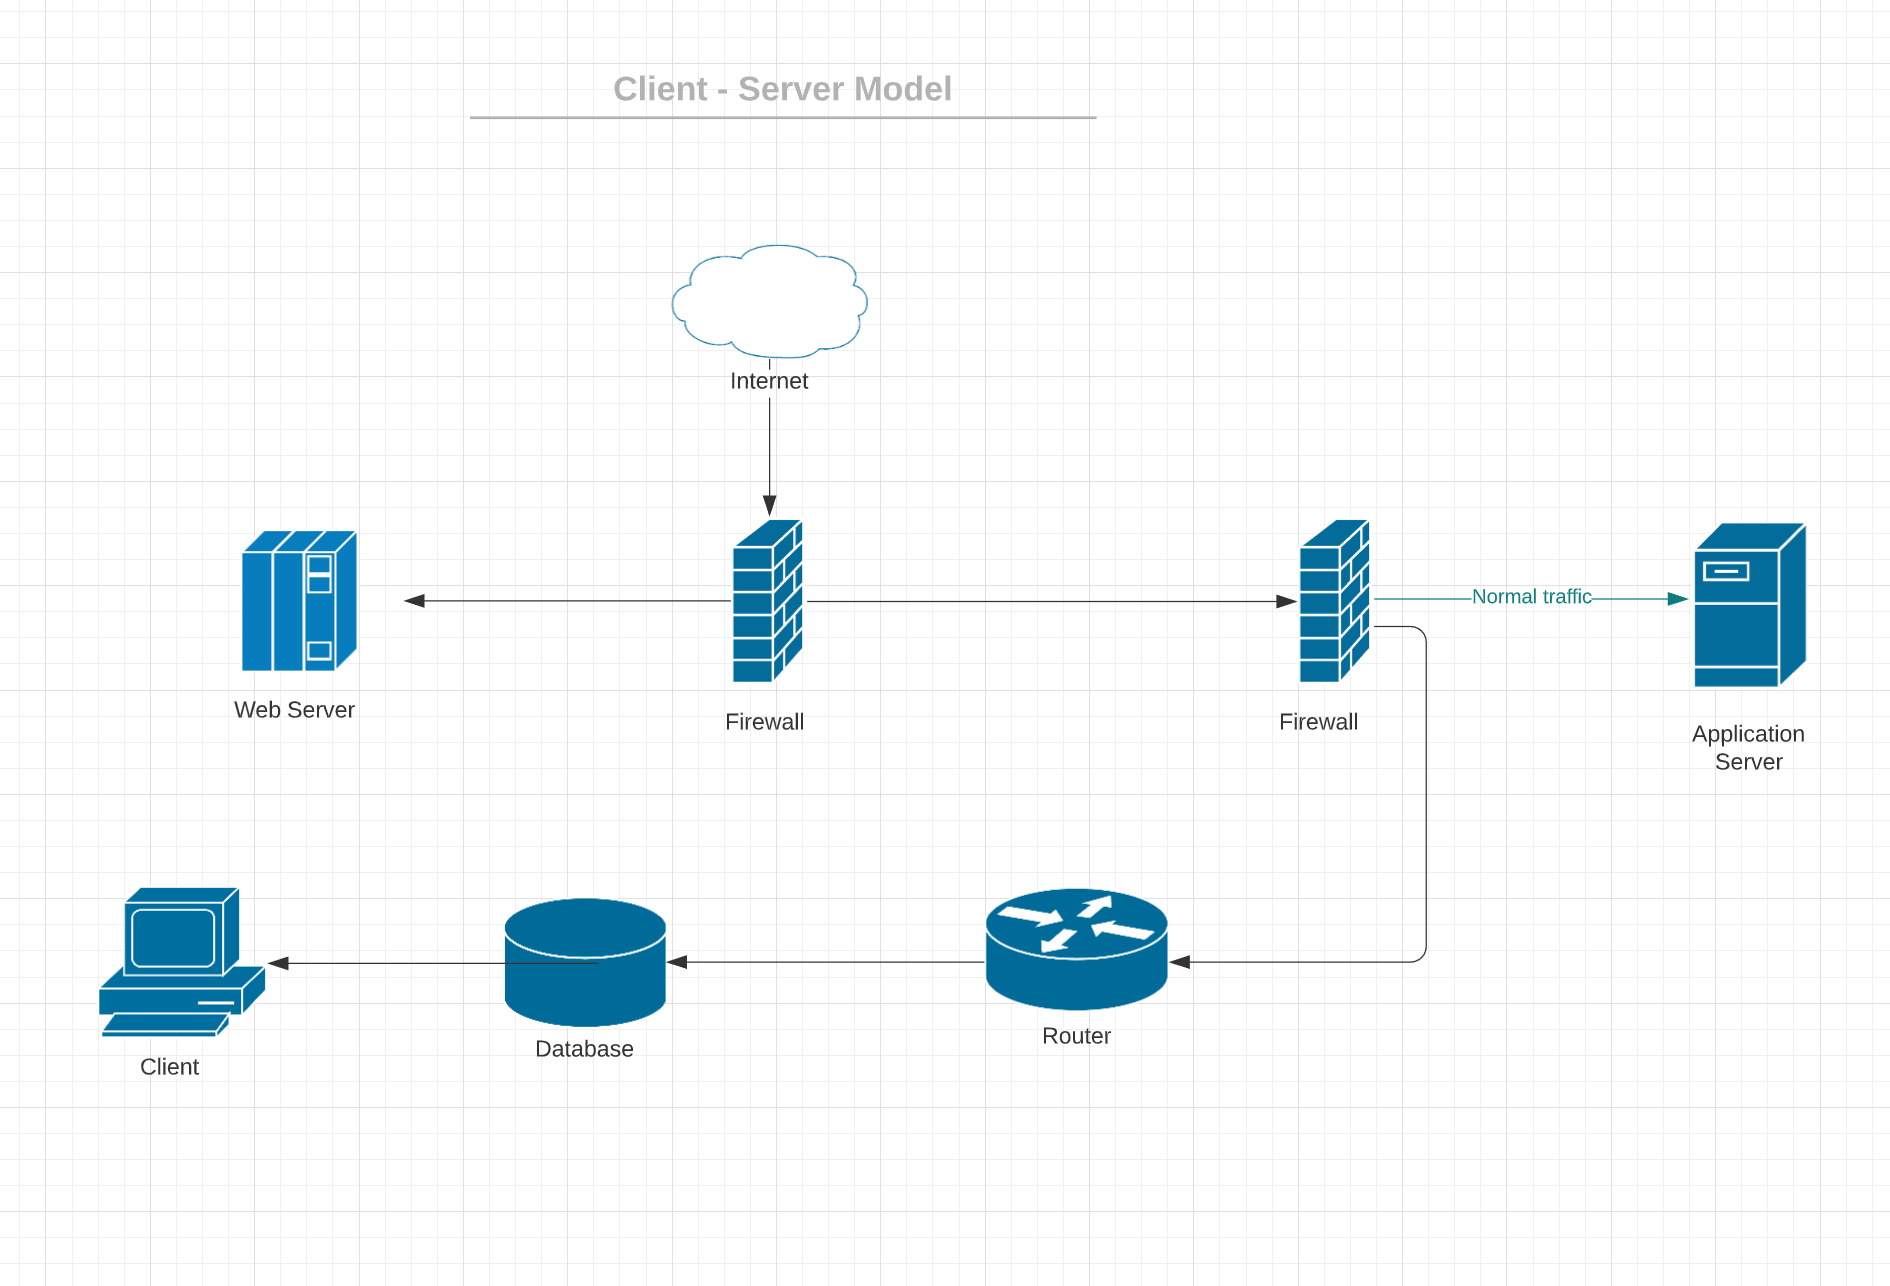 Client - Server Model
Internet
Normal traffic
Web Server
Firewall
Firewall
Application
Server
Client
Database
Router